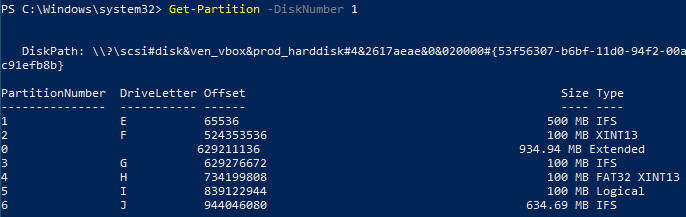 PS C:\Windows\system32> Get-Partition -DiskNumber 1
DiskPath: \\?\scsi#disk&ven_vbox&prod_harddisk#4&2617aeae&0&020000#{53f56307-b6bf-11d0-94f2-00a
c91efb8b}
PartitionNumber DriveLetter Offset Size Type
--------------- ----------- ------ ---- ----
1 E 65536 500 MB IFS
2 F 524353536 100 MB XINT13
0 629211136 934.94 MB Extended
3 G 629276672 100 MB IFS
4 H 734199808 100 MB FAT32 XINT13
5 I 839122944 100 MB Logical
6 J 944046080 634.69 MB IFS